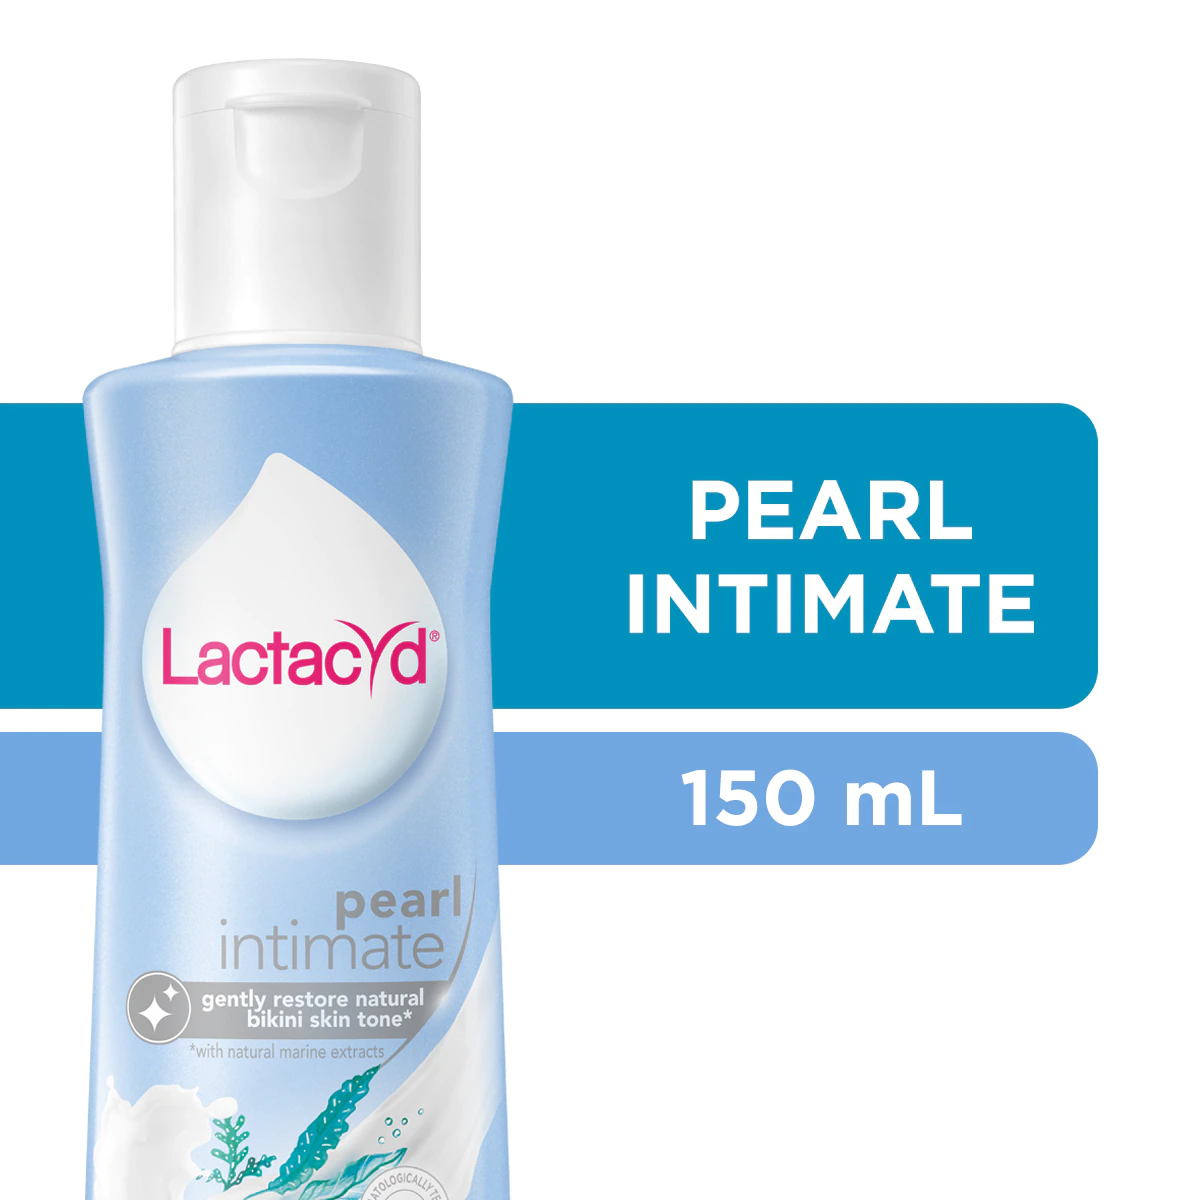 Lactacyd®
pearl
intimate
gently restore natural
bikini skin tone*
*with natural marine extracts
PEARL
INTIMATE
150 mL